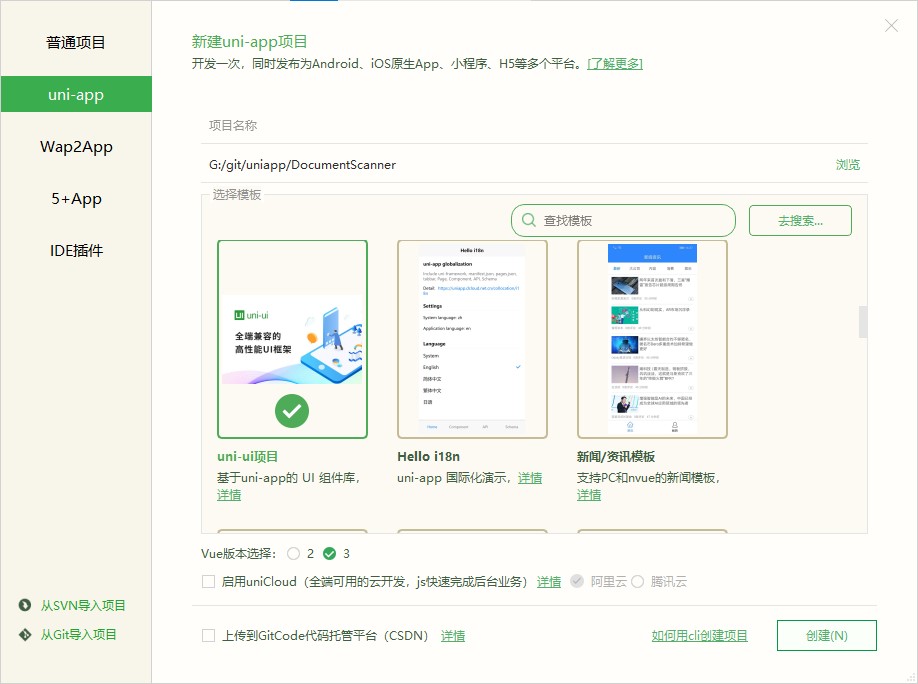 普通项目
uni-app
Wap2App
5+App
IDE插件
从SVN导入项目
从Git导入项目
新建uni-app项目
开发一次，同时发布为Android、iOS原生App、小程序、H5等多个平台。[了解更多]
项目名称
G:/git/uniapp/DocumentScanner
浏览
选择模板
查找模板
去搜索...
uni-ui
全端兼容的
高性能UI框架
uni-ui项目
基于uni-app的 UI 组件库，
详情
Hello i18n
uni-app globalization
Settings
System language: zh
Application language: en
Language
System
English
简体中文
繁体中文
日语
Home
Component
API
Schema
Hello i18n
uni-app 国际化演示，详情
新闻/资讯模板
支持PC和nvue的新闻模板，
详情
Vue版本选择： 2 3
启用uniCloud（全端可用的云开发，js快速完成后台业务） 详情 阿里云 腾讯云
上传到GitCode代码托管平台（CSDN） 详情
如何用cli创建项目
创建(N)